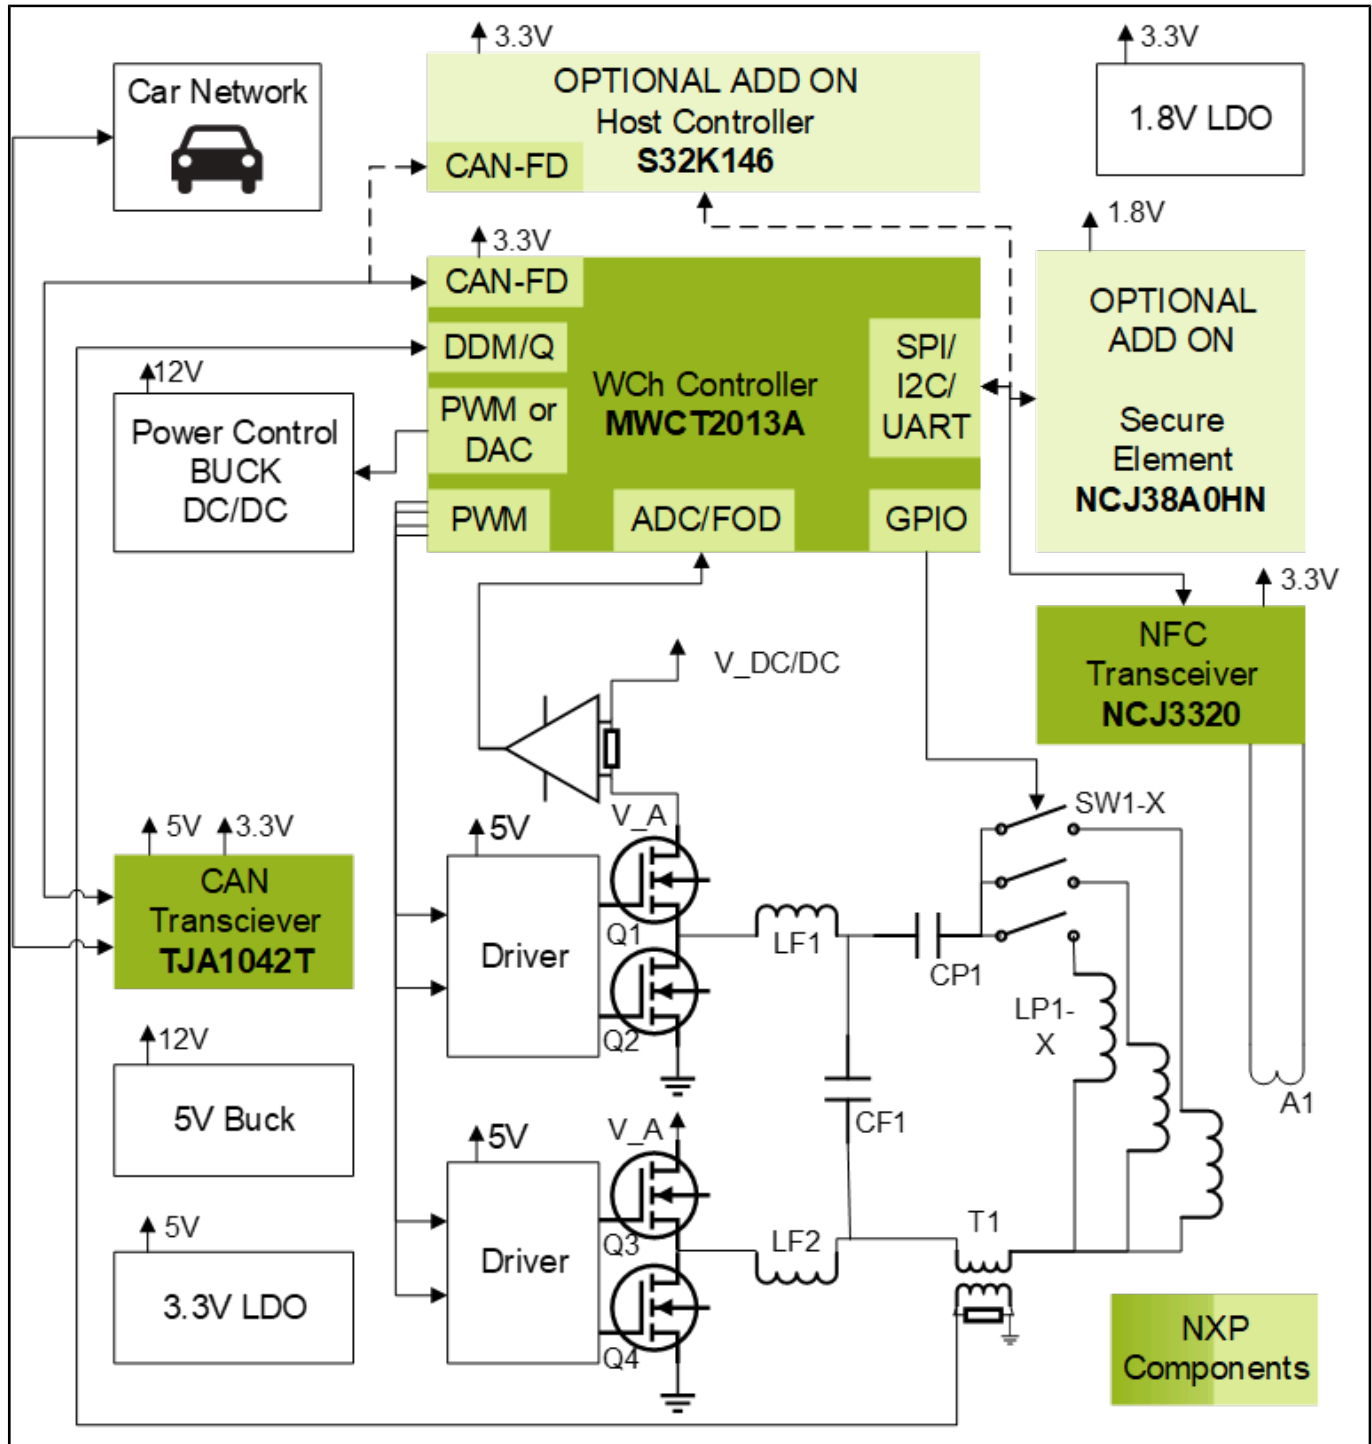 3.3V
OPTIONAL ADD ON
Host Controller
S32K146
CAN-FD
Car Network
3.3V
1.8V LDO
3.3V
CAN-FD
DDM/Q
PWM or
DAC
PWM
WCh Controller
MWCT2013A
ADC/FOD
SPI/
I2C/
UART
GPIO
1.8V
OPTIONAL
ADD ON
Secure
Element
NCJ38A0HN
12V
Power Control
BUCK
DC/DC
3.3V
NFC
Transceiver
NCJ3320
V_DC/DC
SW1-X
5V
3.3V
CAN
Transciever
TJA1042T
5V
Driver
V_A
Q1
Q2
LF1
CP1
LP1-
X
A1
CF1
12V
5V Buck
5V
3.3V LDO
5V
Driver
V_A
Q3
Q4
LF2
T1
NXP
Components